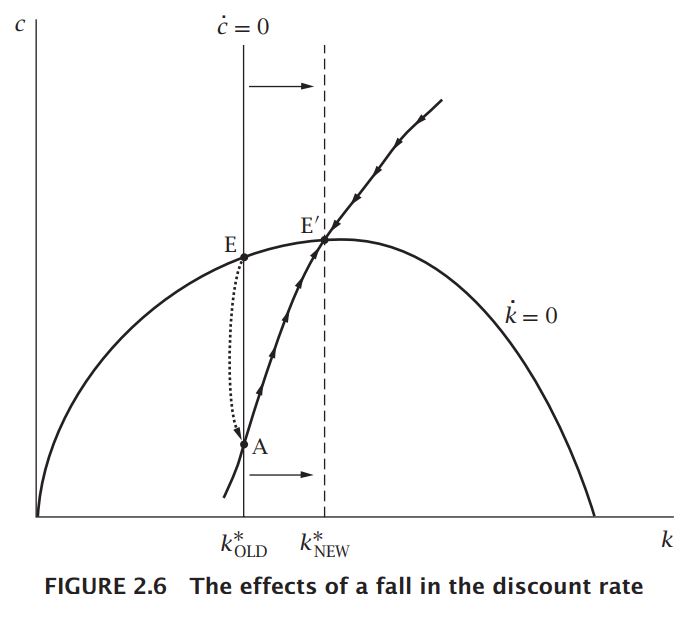 c
ċ = 0
E′
E
k̇ = 0
A
k*OLD
k*NEW
k
FIGURE 2.6 The effects of a fall in the discount rate